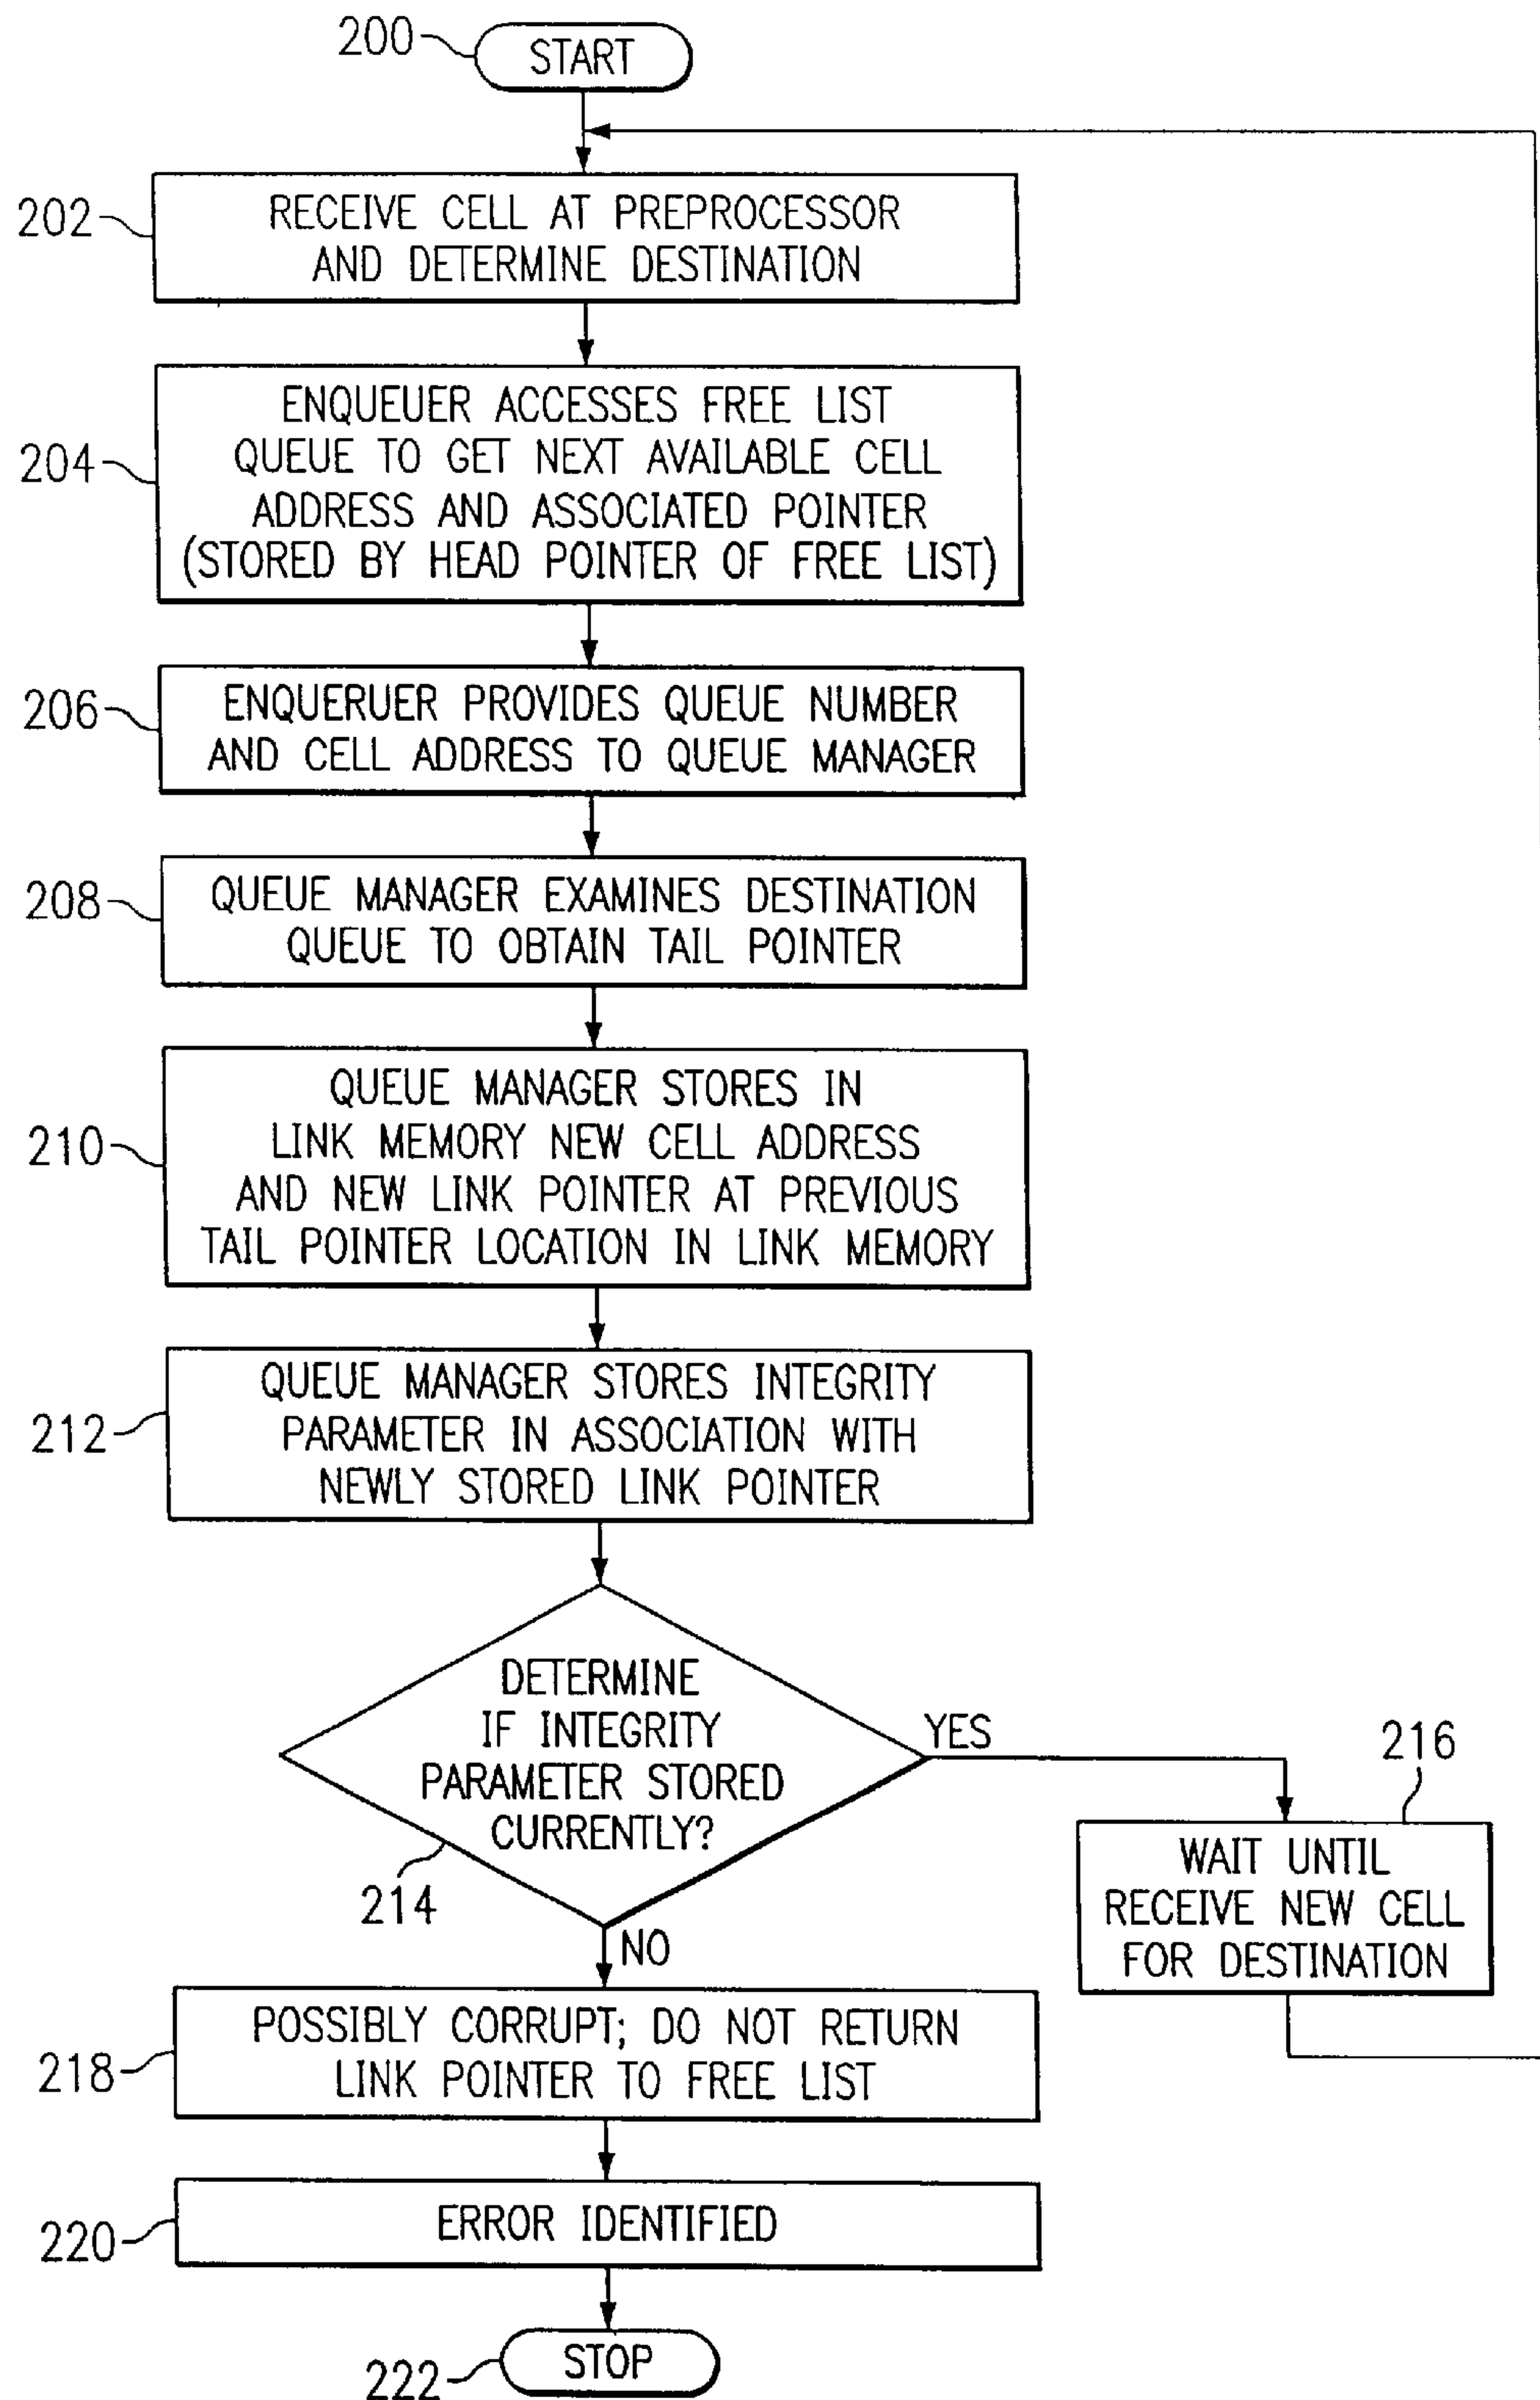 200
START
202
RECEIVE CELL AT PREPROCESSOR
AND DETERMINE DESTINATION
204
ENQUEUER ACCESSES FREE LIST
QUEUE TO GET NEXT AVAILABLE CELL
ADDRESS AND ASSOCIATED POINTER
(STORED BY HEAD POINTER OF FREE LIST)
206
ENQUERUER PROVIDES QUEUE NUMBER
AND CELL ADDRESS TO QUEUE MANAGER
208
QUEUE MANAGER EXAMINES DESTINATION
QUEUE TO OBTAIN TAIL POINTER
210
QUEUE MANAGER STORES IN
LINK MEMORY NEW CELL ADDRESS
AND NEW LINK POINTER AT PREVIOUS
TAIL POINTER LOCATION IN LINK MEMORY
212
QUEUE MANAGER STORES INTEGRITY
PARAMETER IN ASSOCIATION WITH
NEWLY STORED LINK POINTER
DETERMINE
IF INTEGRITY
PARAMETER STORED
CURRENTLY?
214
YES
216
WAIT UNTIL
RECEIVE NEW CELL
FOR DESTINATION
NO
218
POSSIBLY CORRUPT; DO NOT RETURN
LINK POINTER TO FREE LIST
220
ERROR IDENTIFIED
222
STOP